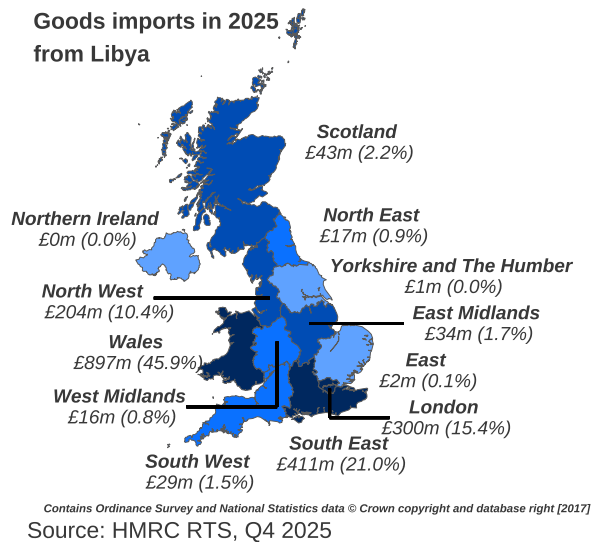 Goods imports in 2025
from Libya
Scotland
£43m (2.2%)
Northern Ireland
£0m (0.0%)
North East
£17m (0.9%)
Yorkshire and The Humber
£1m (0.0%)
North West
£204m (10.4%)
East Midlands
£34m (1.7%)
Wales
£897m (45.9%)
East
£2m (0.1%)
West Midlands
£16m (0.8%)
London
£300m (15.4%)
South East
£411m (21.0%)
South West
£29m (1.5%)
Contains Ordinance Survey and National Statistics data © Crown copyright and database right [2017]
Source: HMRC RTS, Q4 2025